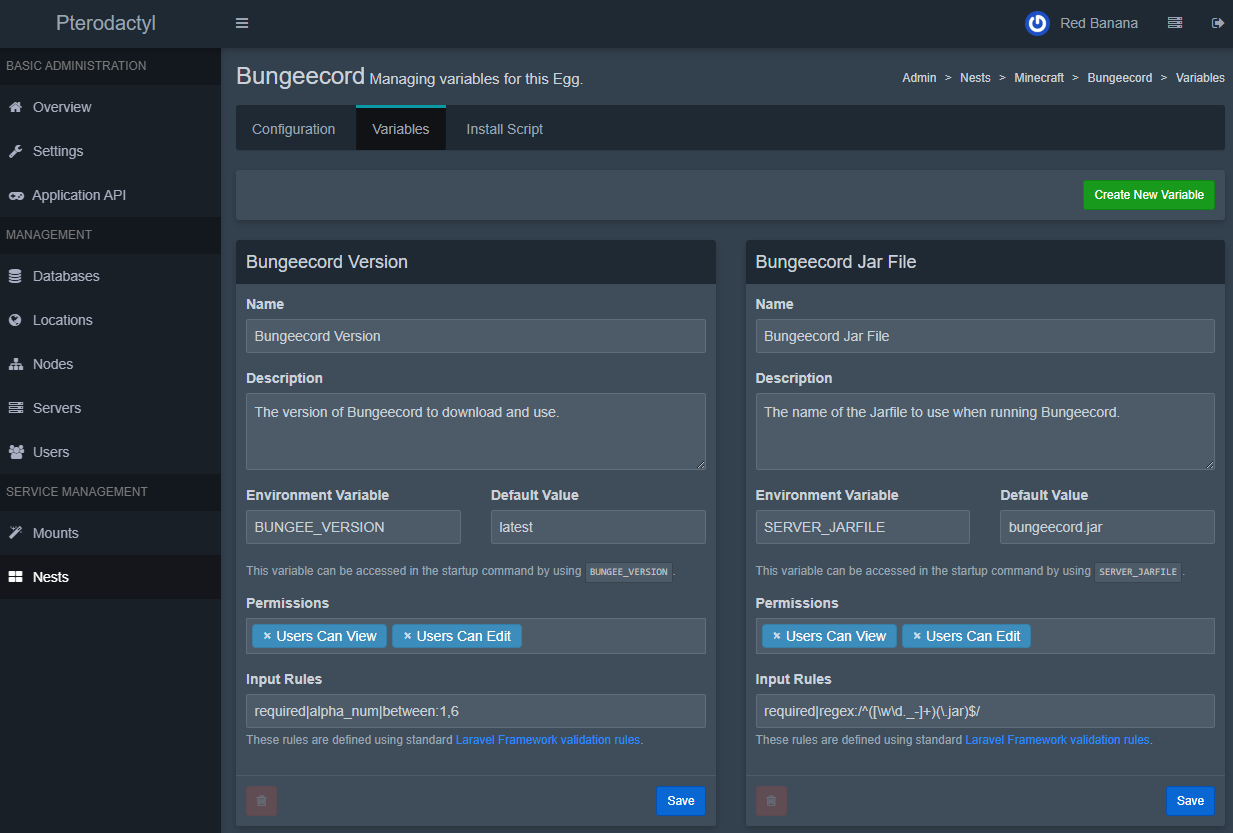 Pterodactyl
Red Banana
BASIC ADMINISTRATION
Overview
Settings
Application API
MANAGEMENT
Databases
Locations
Nodes
Servers
Users
SERVICE MANAGEMENT
Mounts
Nests
Bungeecord Managing variables for this Egg.
Admin > Nests > Minecraft > Bungeecord > Variables
Configuration Variables Install Script
Create New Variable
Bungeecord Version
Name
Bungeecord Version
Description
The version of Bungeecord to download and use.
Environment Variable Default Value
BUNGEE_VERSION latest
This variable can be accessed in the startup command by using BUNGEE_VERSION.
Permissions
× Users Can View × Users Can Edit
Input Rules
required|alpha_num|between:1,6
These rules are defined using standard Laravel Framework validation rules.
Save
Bungeecord Jar File
Name
Bungeecord Jar File
Description
The name of the Jarfile to use when running Bungeecord.
Environment Variable Default Value
SERVER_JARFILE bungeecord.jar
This variable can be accessed in the startup command by using SERVER_JARFILE.
Permissions
× Users Can View × Users Can Edit
Input Rules
required|regex:/^([\w\d._-]+)(\.jar)$/
These rules are defined using standard Laravel Framework validation rules.
Save